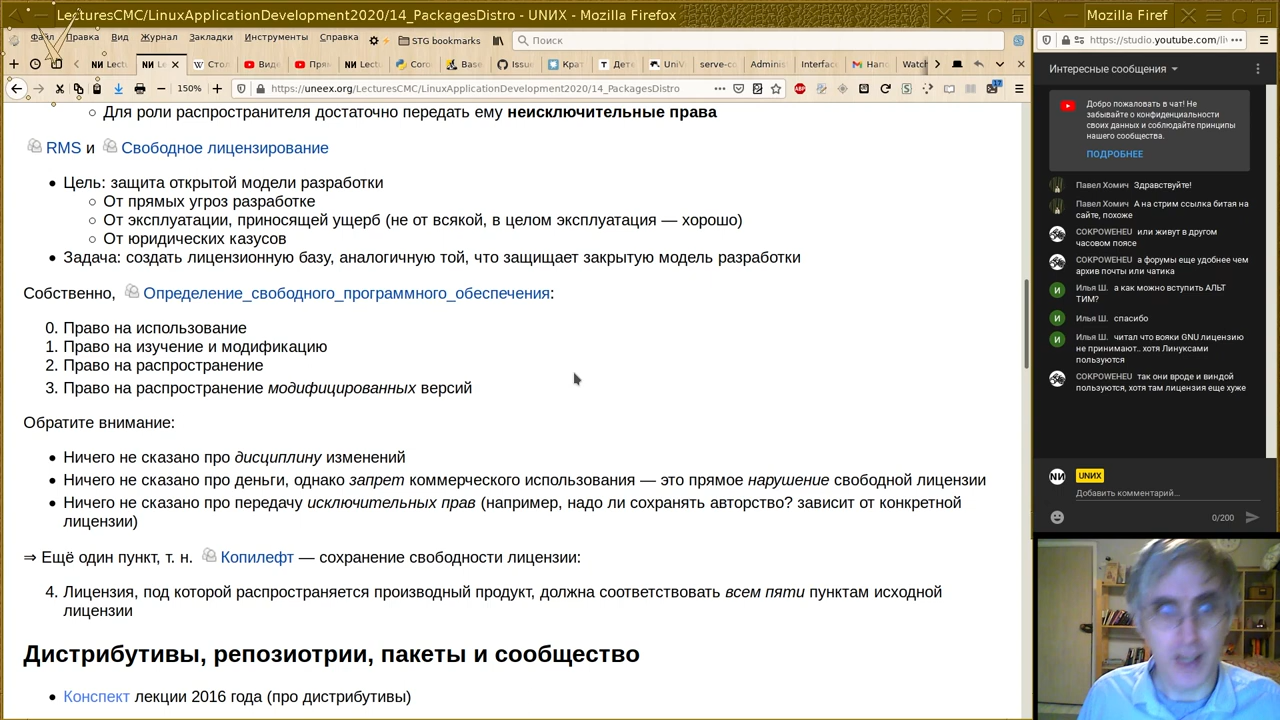 LecturesCMC/LinuxApplicationDevelopment2020/14_PackagesDistro - UNИX - Mozilla Firefox
Mozilla Firef
Файл Правка Вид Журнал Закладки Инструменты Справка
STG bookmarks
Поиск
https://studio.youtube.com/liv
150%
https://uneex.org/LecturesCMC/LinuxApplicationDevelopment2020/14_PackagesDistro
Для роли распространителя достаточно передать ему неисключительные права
RMS и Свободное лицензирование
Цель: защита открытой модели разработки
От прямых угроз разработке
От эксплуатации, приносящей ущерб (не от всякой, в целом эксплуатация — хорошо)
От юридических казусов
Задача: создать лицензионную базу, аналогичную той, что защищает закрытую модель разработки
Собственно, Определение_свободного_программного_обеспечения:
0. Право на использование
1. Право на изучение и модификацию
2. Право на распространение
3. Право на распространение модифицированных версий
Обратите внимание:
Ничего не сказано про дисциплину изменений
Ничего не сказано про деньги, однако запрет коммерческого использования — это прямое нарушение свободной лицензии
Ничего не сказано про передачу исключительных прав (например, надо ли сохранять авторство? зависит от конкретной
лицензии)
⇒ Ещё один пункт, т. н. Копилефт — сохранение свободности лицензии:
4. Лицензия, под которой распространяется производный продукт, должна соответствовать всем пяти пунктам исходной
лицензии
Дистрибутивы, репозиотрии, пакеты и сообщество
Конспект лекции 2016 года (про дистрибутивы)
Интересные сообщения
Добро пожаловать в чат! Не
забывайте о конфиденциальности
своих данных и соблюдайте принципы
нашего сообщества.
ПОДРОБНЕЕ
Павел Хомич Здравствуйте!
Павел Хомич А на стрим ссылка битая на
сайте, похоже
COKPOWEHEU или живут в другом
часовом поясе
COKPOWEHEU а форумы еще удобнее чем
архив почты или чатика
Илья Ш. а как можно вступить АЛЬТ
ТИМ?
Илья Ш. спасибо
Илья Ш. читал что вояки GNU лицензию
не принимают.. хотя Линуксами
пользуются
COKPOWEHEU так они вроде и виндой
пользуются, хотя там лицензия еще хуже
UNИX
Добавить комментарий...
0/200